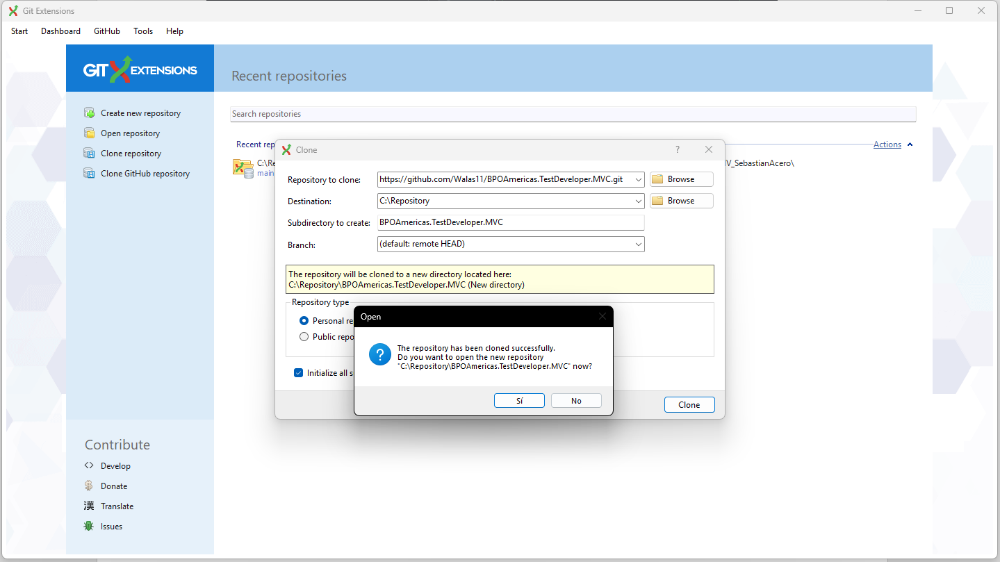 Git Extensions
Start Dashboard GitHub Tools Help
GIT EXTENSIONS
Recent repositories
Create new repository
Open repository
Clone repository
Clone GitHub repository
Search repositories
Recent rep
Actions
C:\Re
V_SebastianAcero\
main
Clone
?
Repository to clone: https://github.com/Walas11/BPOAmericas.TestDeveloper.MVC.git Browse
Destination: C:\Repository Browse
Subdirectory to create: BPOAmericas.TestDeveloper.MVC
Branch: (default: remote HEAD)
The repository will be cloned to a new directory located here:
C:\Repository\BPOAmericas.TestDeveloper.MVC (New directory)
Repository type
Personal re
Public repo
Initialize all s
Clone
Open
?
The repository has been cloned successfully.
Do you want to open the new repository
"C:\Repository\BPOAmericas.TestDeveloper.MVC" now?
Sí No
Contribute
Develop
Donate
漢 Translate
Issues